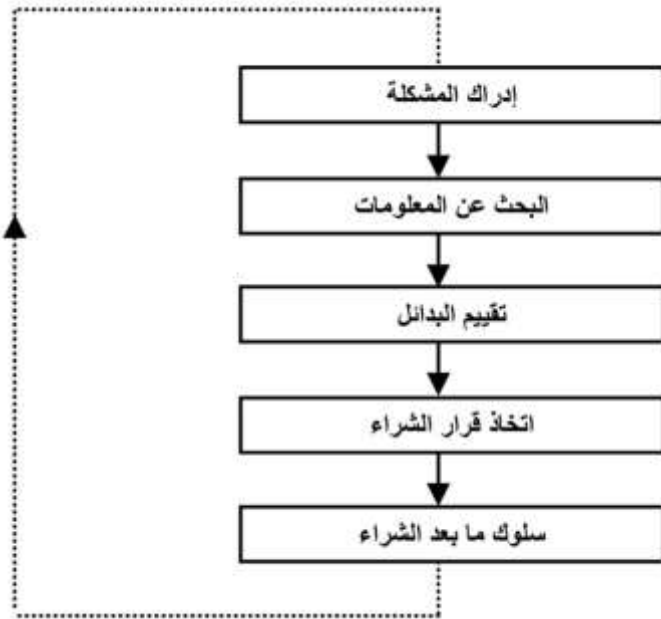 إدراك المشكلة
البحث عن المعلومات
تقييم البدائل
اتخاذ قرار الشراء
سلوك ما بعد الشراء